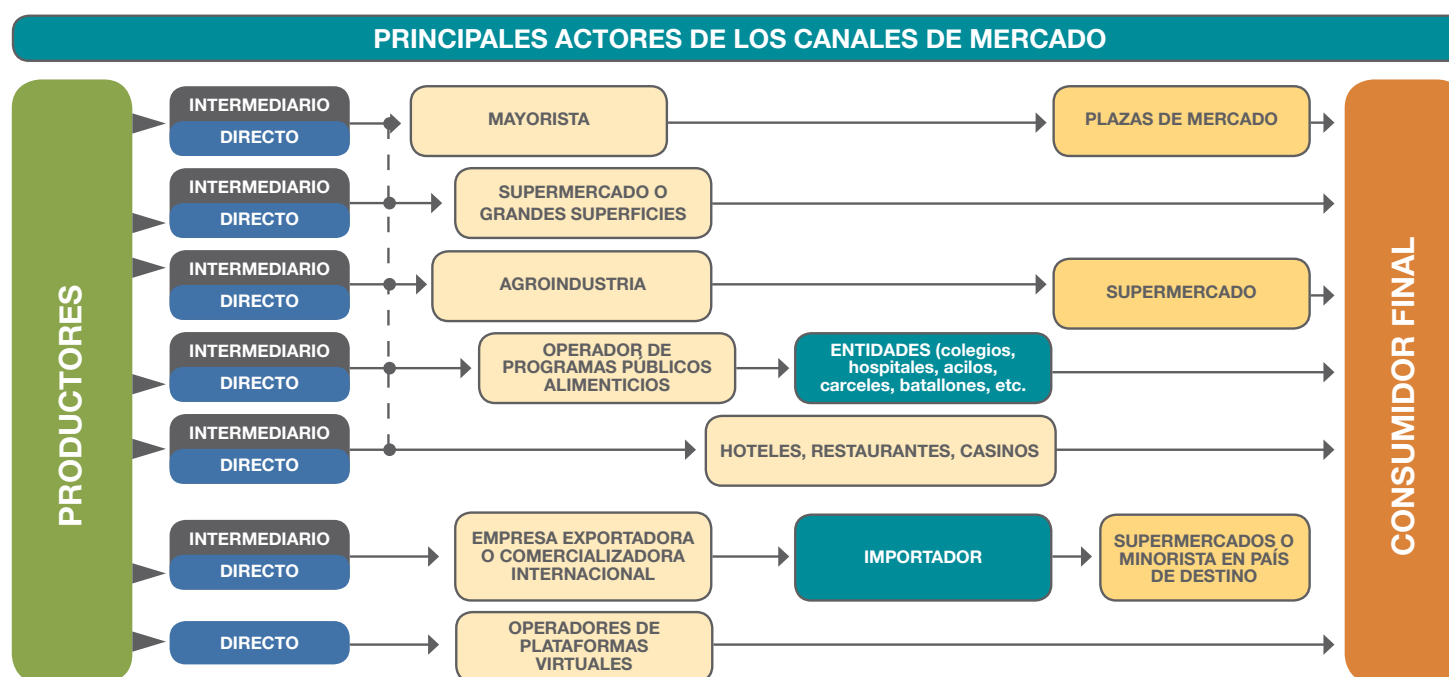 PRINCIPALES ACTORES DE LOS CANALES DE MERCADO
PRODUCTORES
INTERMEDIARIO
DIRECTO
MAYORISTA
PLAZAS DE MERCADO
INTERMEDIARIO
DIRECTO
SUPERMERCADO O
GRANDES SUPERFICIES
INTERMEDIARIO
DIRECTO
AGROINDUSTRIA
SUPERMERCADO
INTERMEDIARIO
DIRECTO
OPERADOR DE
PROGRAMAS PÚBLICOS
ALIMENTICIOS
ENTIDADES (colegios,
hospitales, acilos,
carceles, batallones, etc.
INTERMEDIARIO
DIRECTO
HOTELES, RESTAURANTES, CASINOS
INTERMEDIARIO
DIRECTO
EMPRESA EXPORTADORA
O COMERCIALIZADORA
INTERNACIONAL
IMPORTADOR
SUPERMERCADOS O
MINORISTA EN PAÍS
DE DESTINO
DIRECTO
OPERADORES DE
PLATAFORMAS
VIRTUALES
CONSUMIDOR FINAL